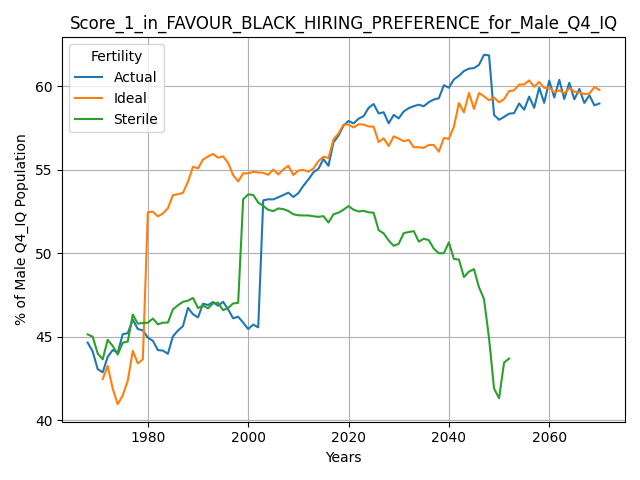 Score_1_in_FAVOUR_BLACK_HIRING_PREFERENCE_for_Male_Q4_IQ
Fertility
Actual
Ideal
Sterile
% of Male Q4_IQ Population
60
55
50
45
40
1980
2000
2020
2040
2060
Years